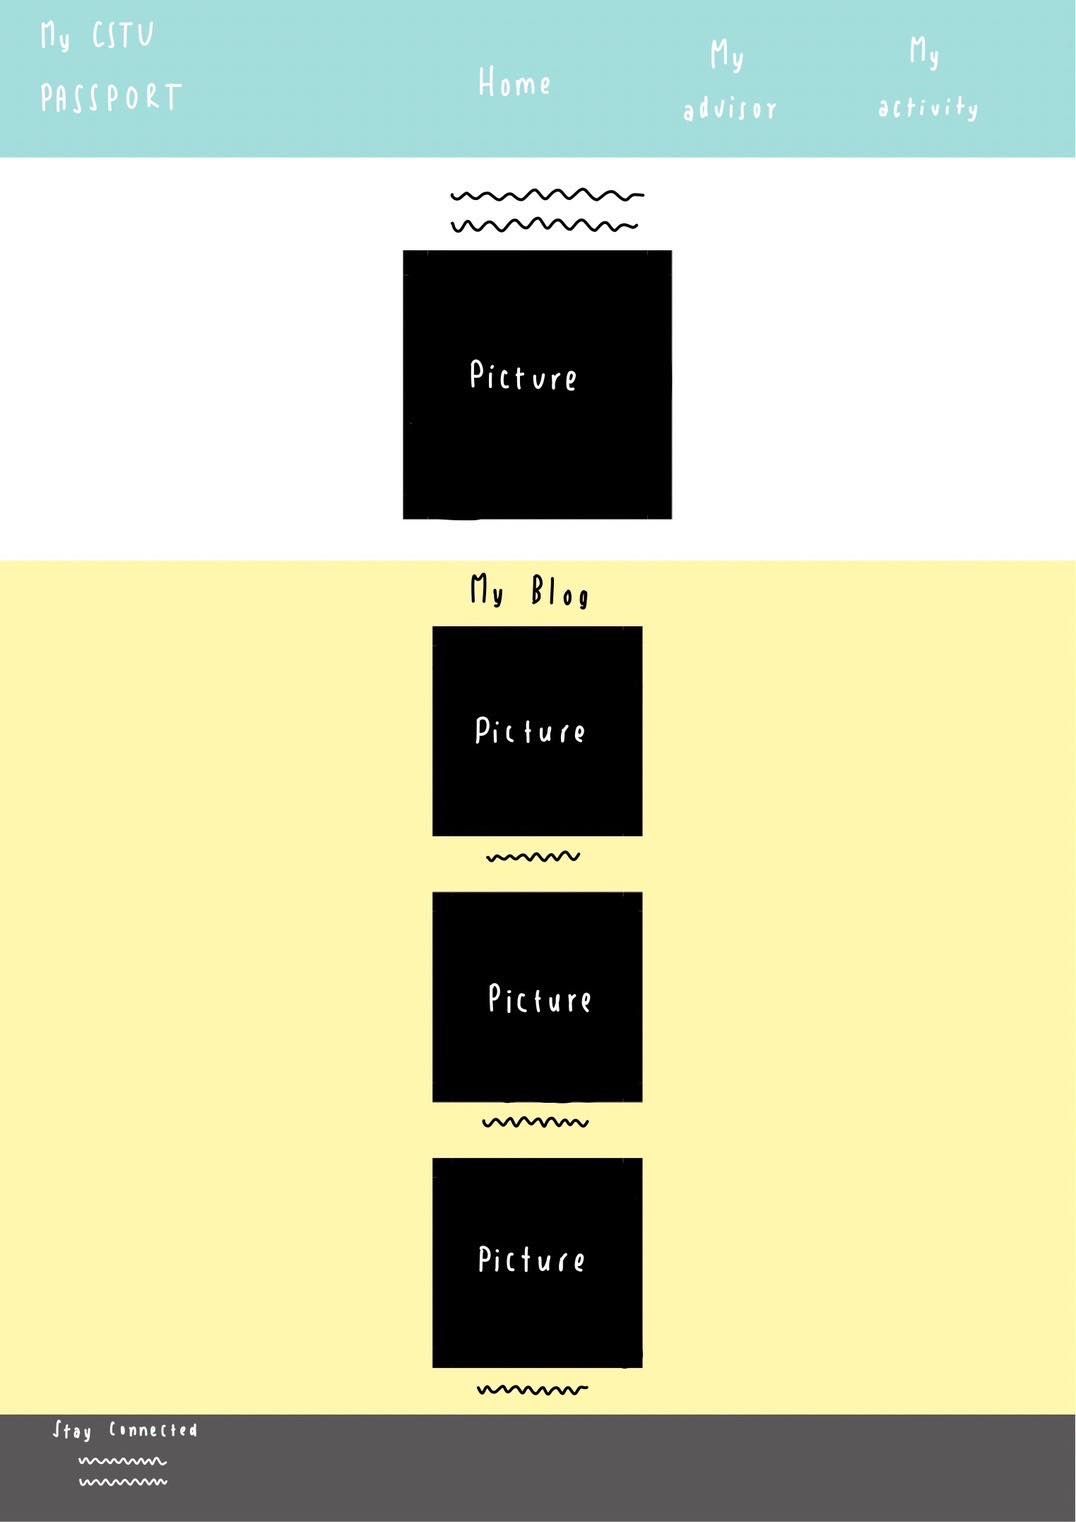 My CSTU
PASSPORT
Home
My
advisor
My
activity
Picture
My Blog
Picture
Picture
Picture
Stay Connected